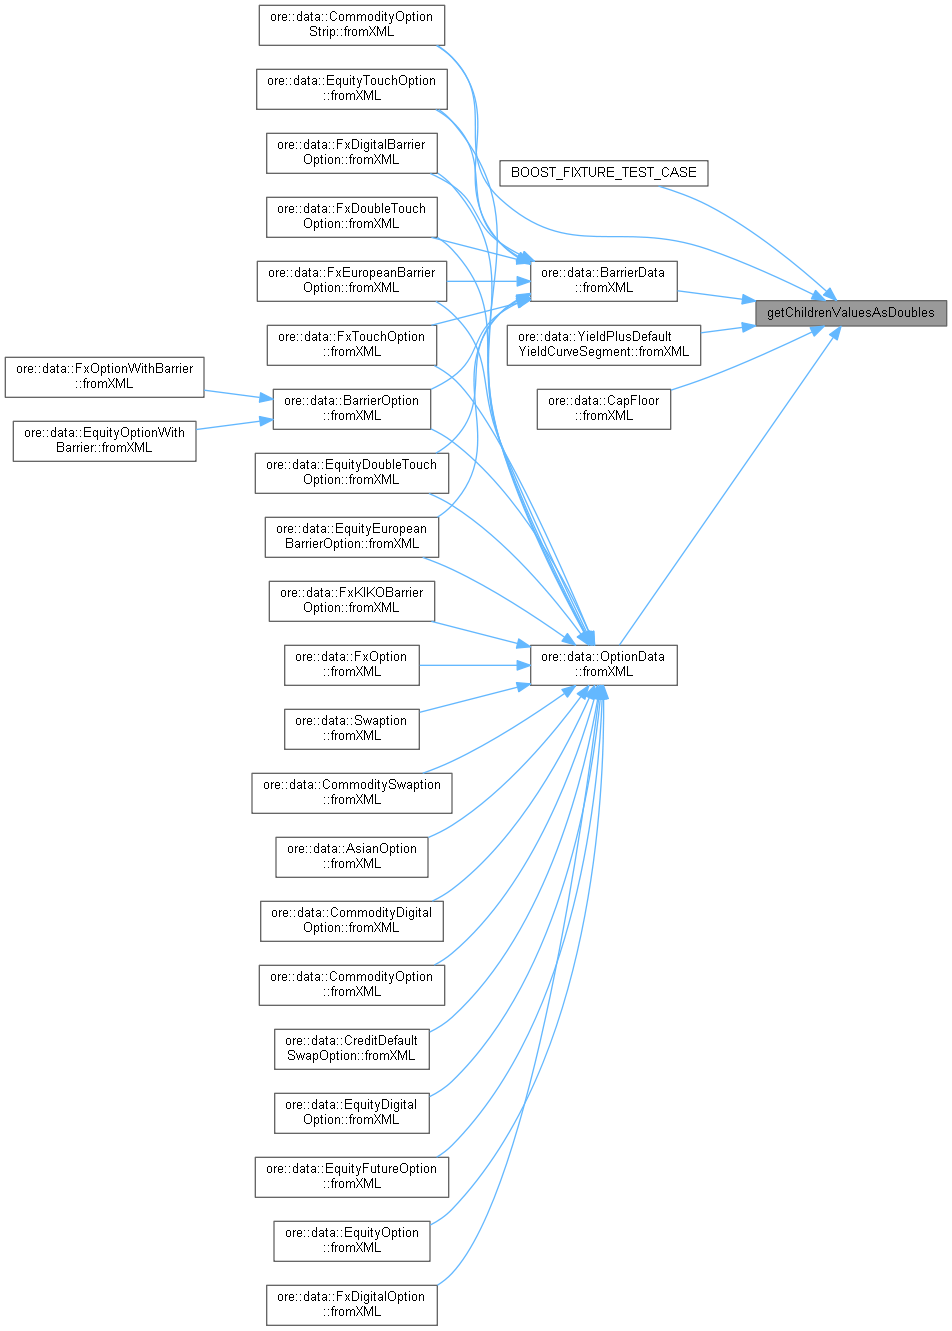 ore::data::CommodityOption
Strip::fromXML
ore::data::EquityTouchOption
::fromXML
ore::data::FxDigitalBarrier
Option::fromXML
BOOST_FIXTURE_TEST_CASE
ore::data::FxDoubleTouch
Option::fromXML
ore::data::FxEuropeanBarrier
Option::fromXML
ore::data::BarrierData
::fromXML
getChildrenValuesAsDoubles
ore::data::FxTouchOption
::fromXML
ore::data::YieldPlusDefault
YieldCurveSegment::fromXML
ore::data::FxOptionWithBarrier
::fromXML
ore::data::BarrierOption
::fromXML
ore::data::CapFloor
::fromXML
ore::data::EquityOptionWith
Barrier::fromXML
ore::data::EquityDoubleTouch
Option::fromXML
ore::data::EquityEuropean
BarrierOption::fromXML
ore::data::FxKIKOBarrier
Option::fromXML
ore::data::FxOption
::fromXML
ore::data::OptionData
::fromXML
ore::data::Swaption
::fromXML
ore::data::CommoditySwaption
::fromXML
ore::data::AsianOption
::fromXML
ore::data::CommodityDigital
Option::fromXML
ore::data::CommodityOption
::fromXML
ore::data::CreditDefault
SwapOption::fromXML
ore::data::EquityDigital
Option::fromXML
ore::data::EquityFutureOption
::fromXML
ore::data::EquityOption
::fromXML
ore::data::FxDigitalOption
::fromXML